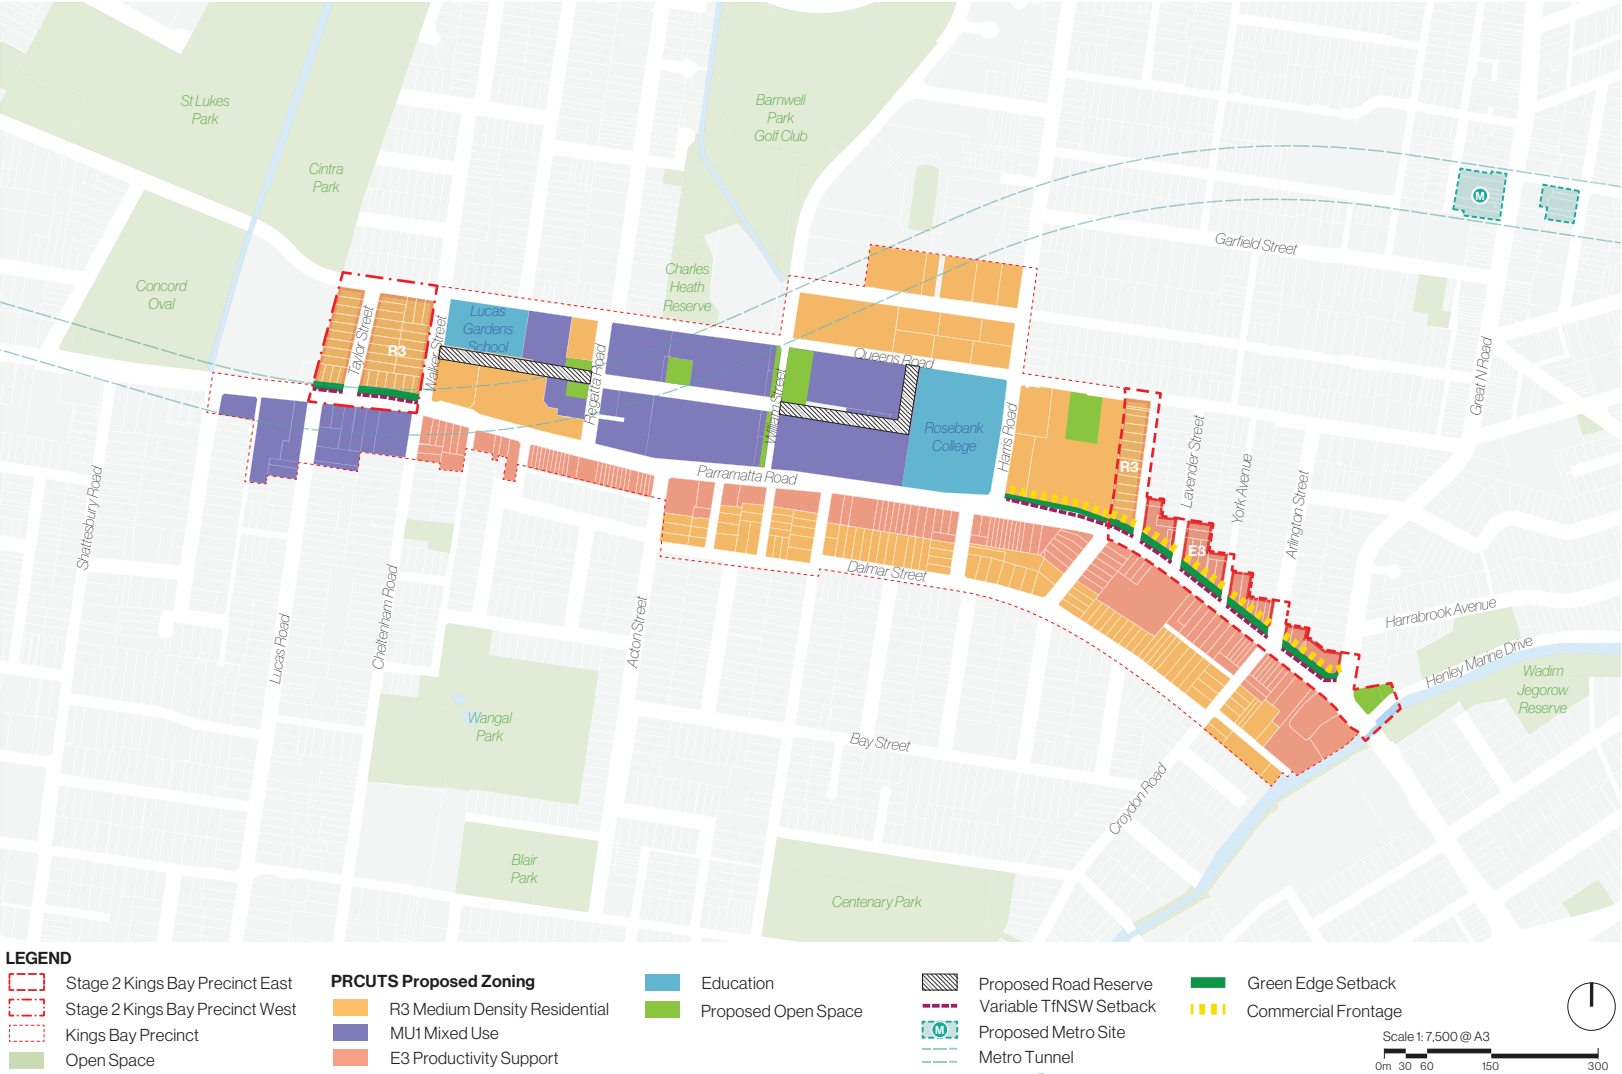 St Lukes
Park
Cintra
Park
Concord
Oval
Barnwell
Park
Golf Club
Charles
Heath
Reserve
Garfield Street
M
Great N Road
Taylor Street
R3
Walker Street
Lucas
Gardens
School
Regatta Road
William Street
Queens Road
Rosebank
College
Harris Road
R3
Lavender Street
York Avenue
Arlington Street
E3
Parramatta Road
Dalmar Street
Shaftesbury Road
Lucas Road
Cheltenham Road
Acton Street
Harrabrook Avenue
Henley Marine Drive
Wadim
Jegorow
Reserve
Wangal
Park
Bay Street
Croydon Road
Blair
Park
Centenary Park
LEGEND
Stage 2 Kings Bay Precinct East
Stage 2 Kings Bay Precinct West
Kings Bay Precinct
Open Space
PRCUTS Proposed Zoning
R3 Medium Density Residential
MU1 Mixed Use
E3 Productivity Support
Education
Proposed Open Space
Proposed Road Reserve
Variable TfNSW Setback
M Proposed Metro Site
Metro Tunnel
Green Edge Setback
Commercial Frontage
Scale 1: 7,500 @ A3
0m 30 60 150 300